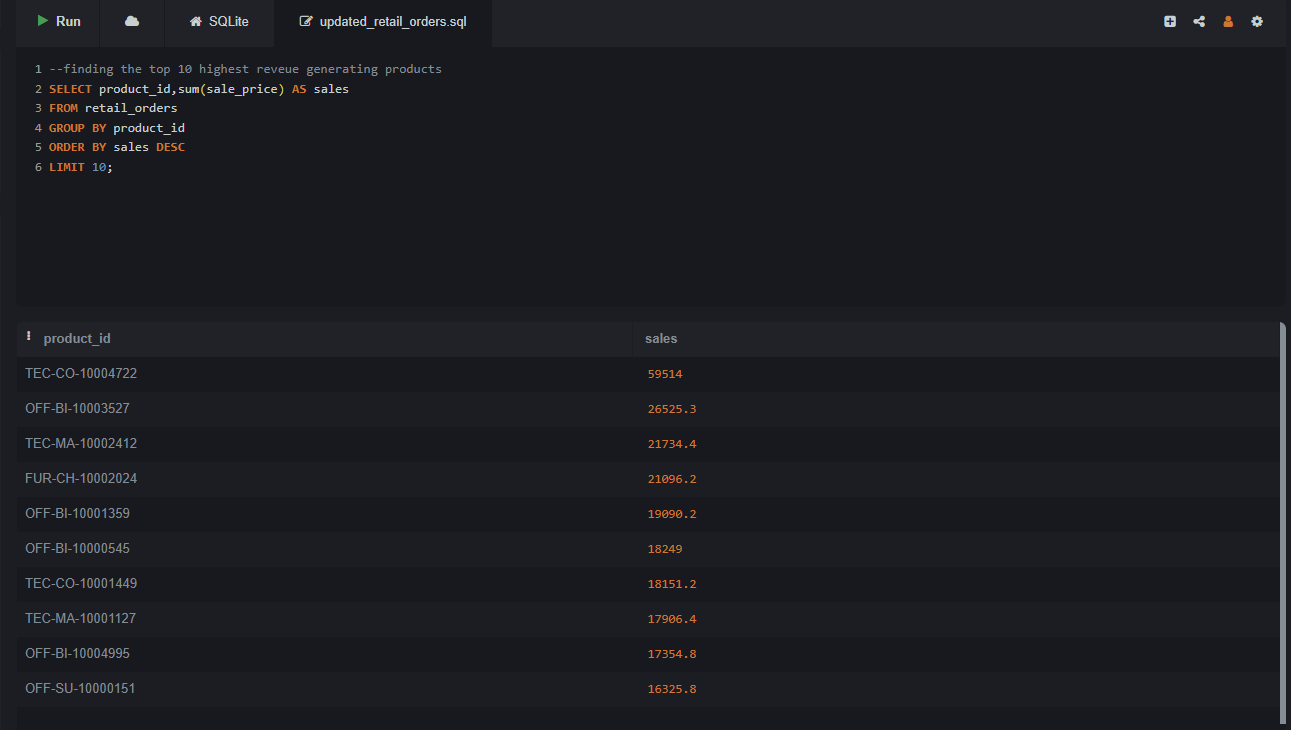 Run SQLite updated_retail_orders.sql
1 --finding the top 10 highest reveue generating products
2 SELECT product_id,sum(sale_price) AS sales
3 FROM retail_orders
4 GROUP BY product_id
5 ORDER BY sales DESC
6 LIMIT 10;
product_id sales
TEC-CO-10004722 59514
OFF-BI-10003527 26525.3
TEC-MA-10002412 21734.4
FUR-CH-10002024 21096.2
OFF-BI-10001359 19090.2
OFF-BI-10000545 18249
TEC-CO-10001449 18151.2
TEC-MA-10001127 17906.4
OFF-BI-10004995 17354.8
OFF-SU-10000151 16325.8